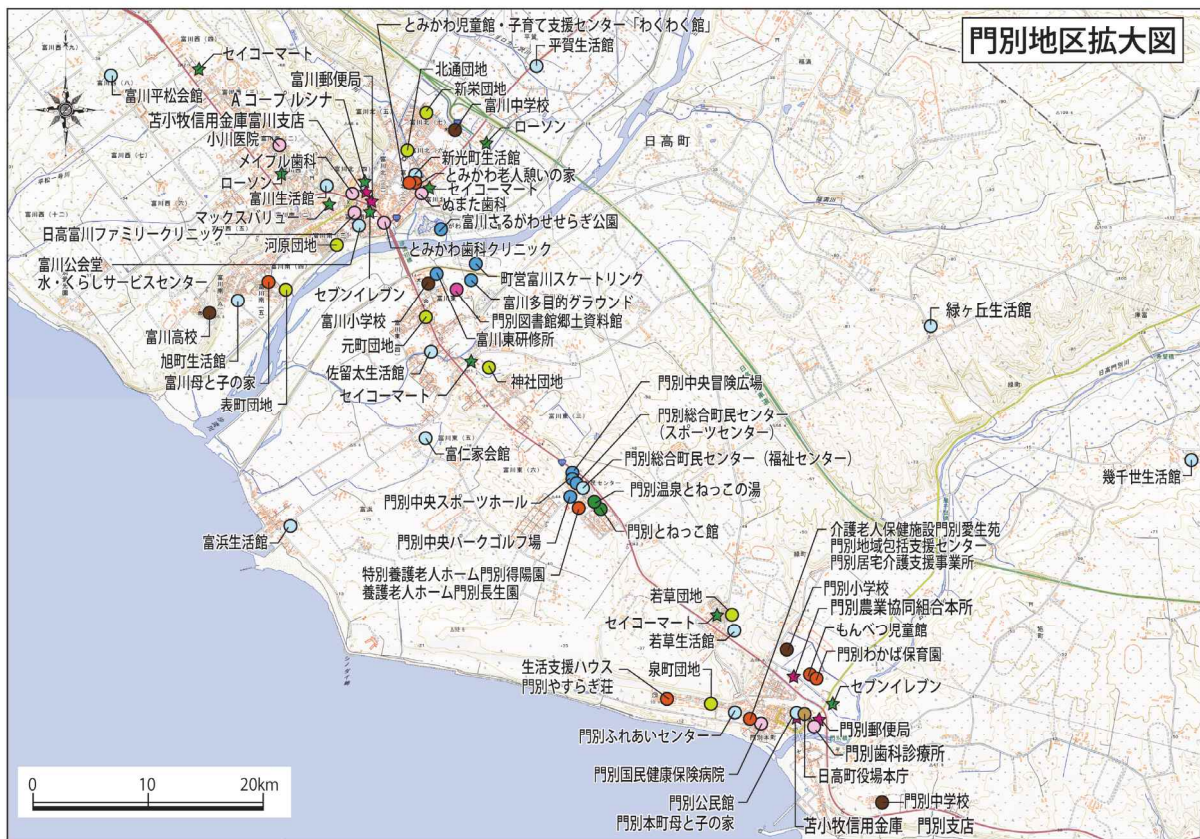 門別地区拡大図
とみかわ児童館・子育て支援センター「わくわく館」
セイコーマート
平賀生活館
富川郵便局
北通団地
新栄団地
富川平松会館
Aコープルシナ
富川中学校
苫小牧信用金庫富川支店
ローソン
小川医院
日高町
メイプル歯科
新光町生活館
とみかわ老人憩いの家
ローソン
セイコーマート
富川生活館
ぬまた歯科
マックスバリュー
富川さるがわせせらぎ公園
日高富川ファミリークリニック
とみかわ歯科クリニック
河原団地
富川公会堂
水・くらしサービスセンター
町営富川スケートリンク
セブンイレブン
富川多目的グラウンド
富川小学校
門別図書館郷土資料館
富川高校
元町団地
富川東研修所
緑ヶ丘生活館
旭町生活館
佐留太生活館
富川母と子の家
セイコーマート
神社団地
表町団地
門別中央冒険広場
門別総合町民センター
(スポーツセンター)
富仁家会館
門別総合町民センター(福祉センター)
幾千世生活館
門別中央スポーツホール
門別温泉とねっこの湯
富浜生活館
門別中央パークゴルフ場
門別とねっこ館
介護老人保健施設門別愛生苑
門別地域包括支援センター
門別居宅介護支援事業所
特別養護老人ホーム門別得陽園
養護老人ホーム門別長生園
門別小学校
若草団地
門別農業協同組合本所
セイコーマート
もんべつ児童館
若草生活館
門別わかば保育園
生活支援ハウス
門別やすらぎ荘
泉町団地
セブンイレブン
門別ふれあいセンター
門別郵便局
門別歯科診療所
門別国民健康保険病院
日高町役場本庁
門別公民館
門別本町母と子の家
門別中学校
苫小牧信用金庫 門別支店
0 10 20km